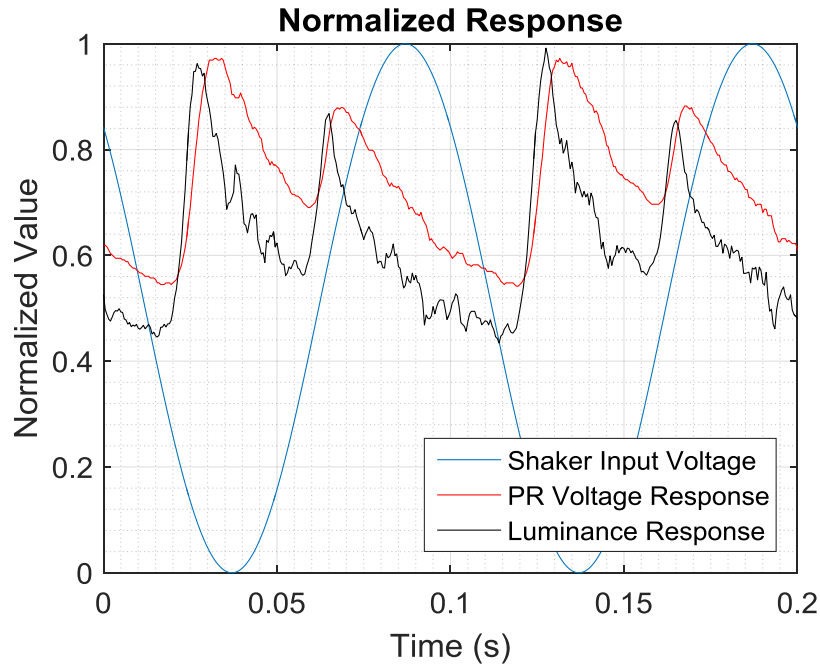 Normalized Response
1
0.8
0.6
0.4
0.2
0
Normalized Value
Shaker Input Voltage
PR Voltage Response
Luminance Response
0 0.05 0.1 0.15 0.2
Time (s)